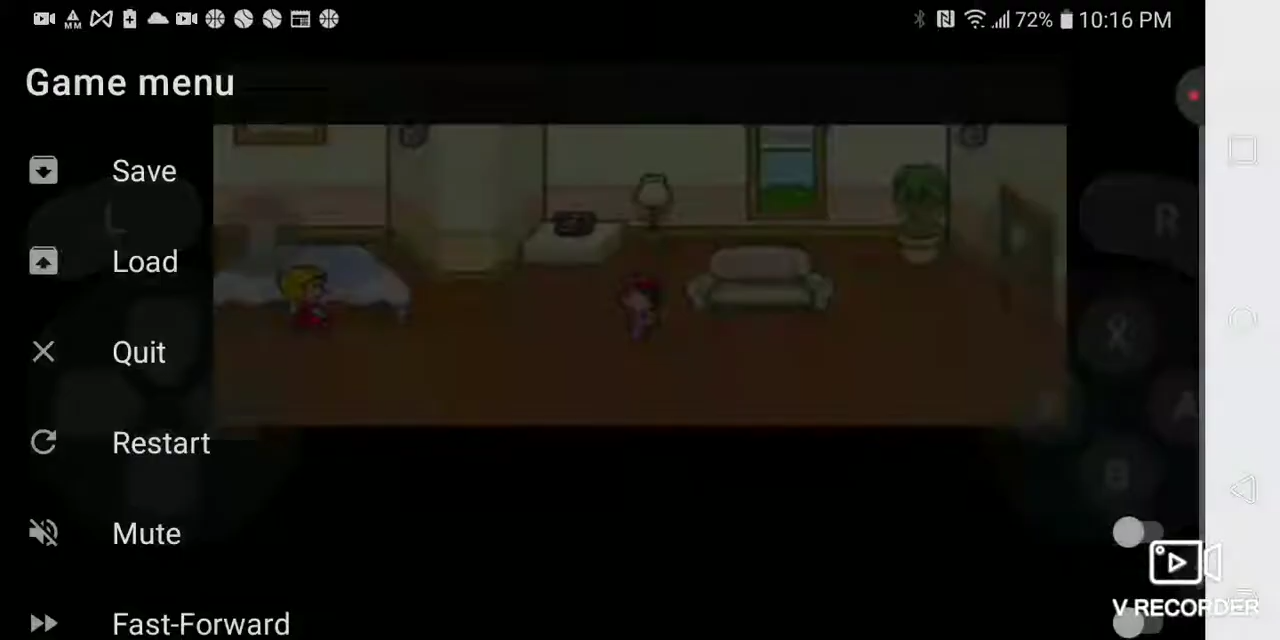 72% 10:16 PM
Game menu
Save
L
R
Load
X
Quit
A
Restart
B
Mute
Fast-Forward
V RECORDER